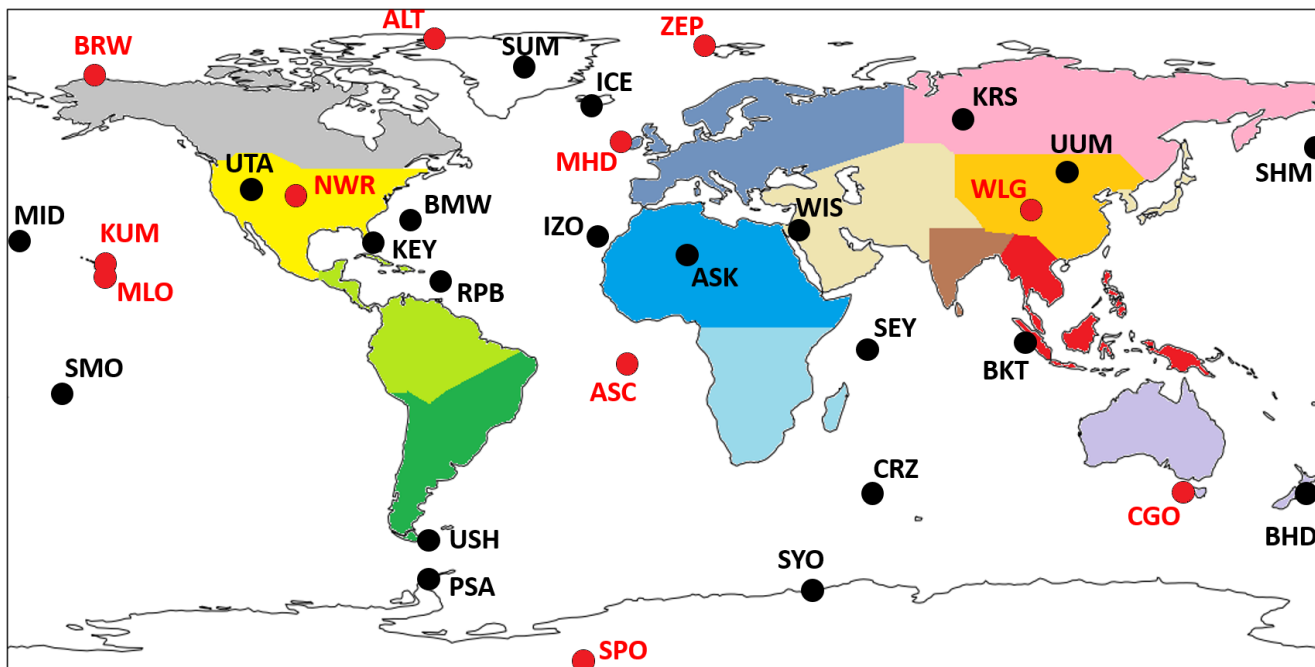 ALT
ZEP
BRW
SUM
ICE
KRS
MHD
UTA
UUM
SHM
NWR
WLG
MID
BMW
IZO
WIS
KUM
KEY
ASK
MLO
RPB
SEY
SMO
ASC
BKT
CRZ
CGO
BHD
USH
SYO
PSA
SPO